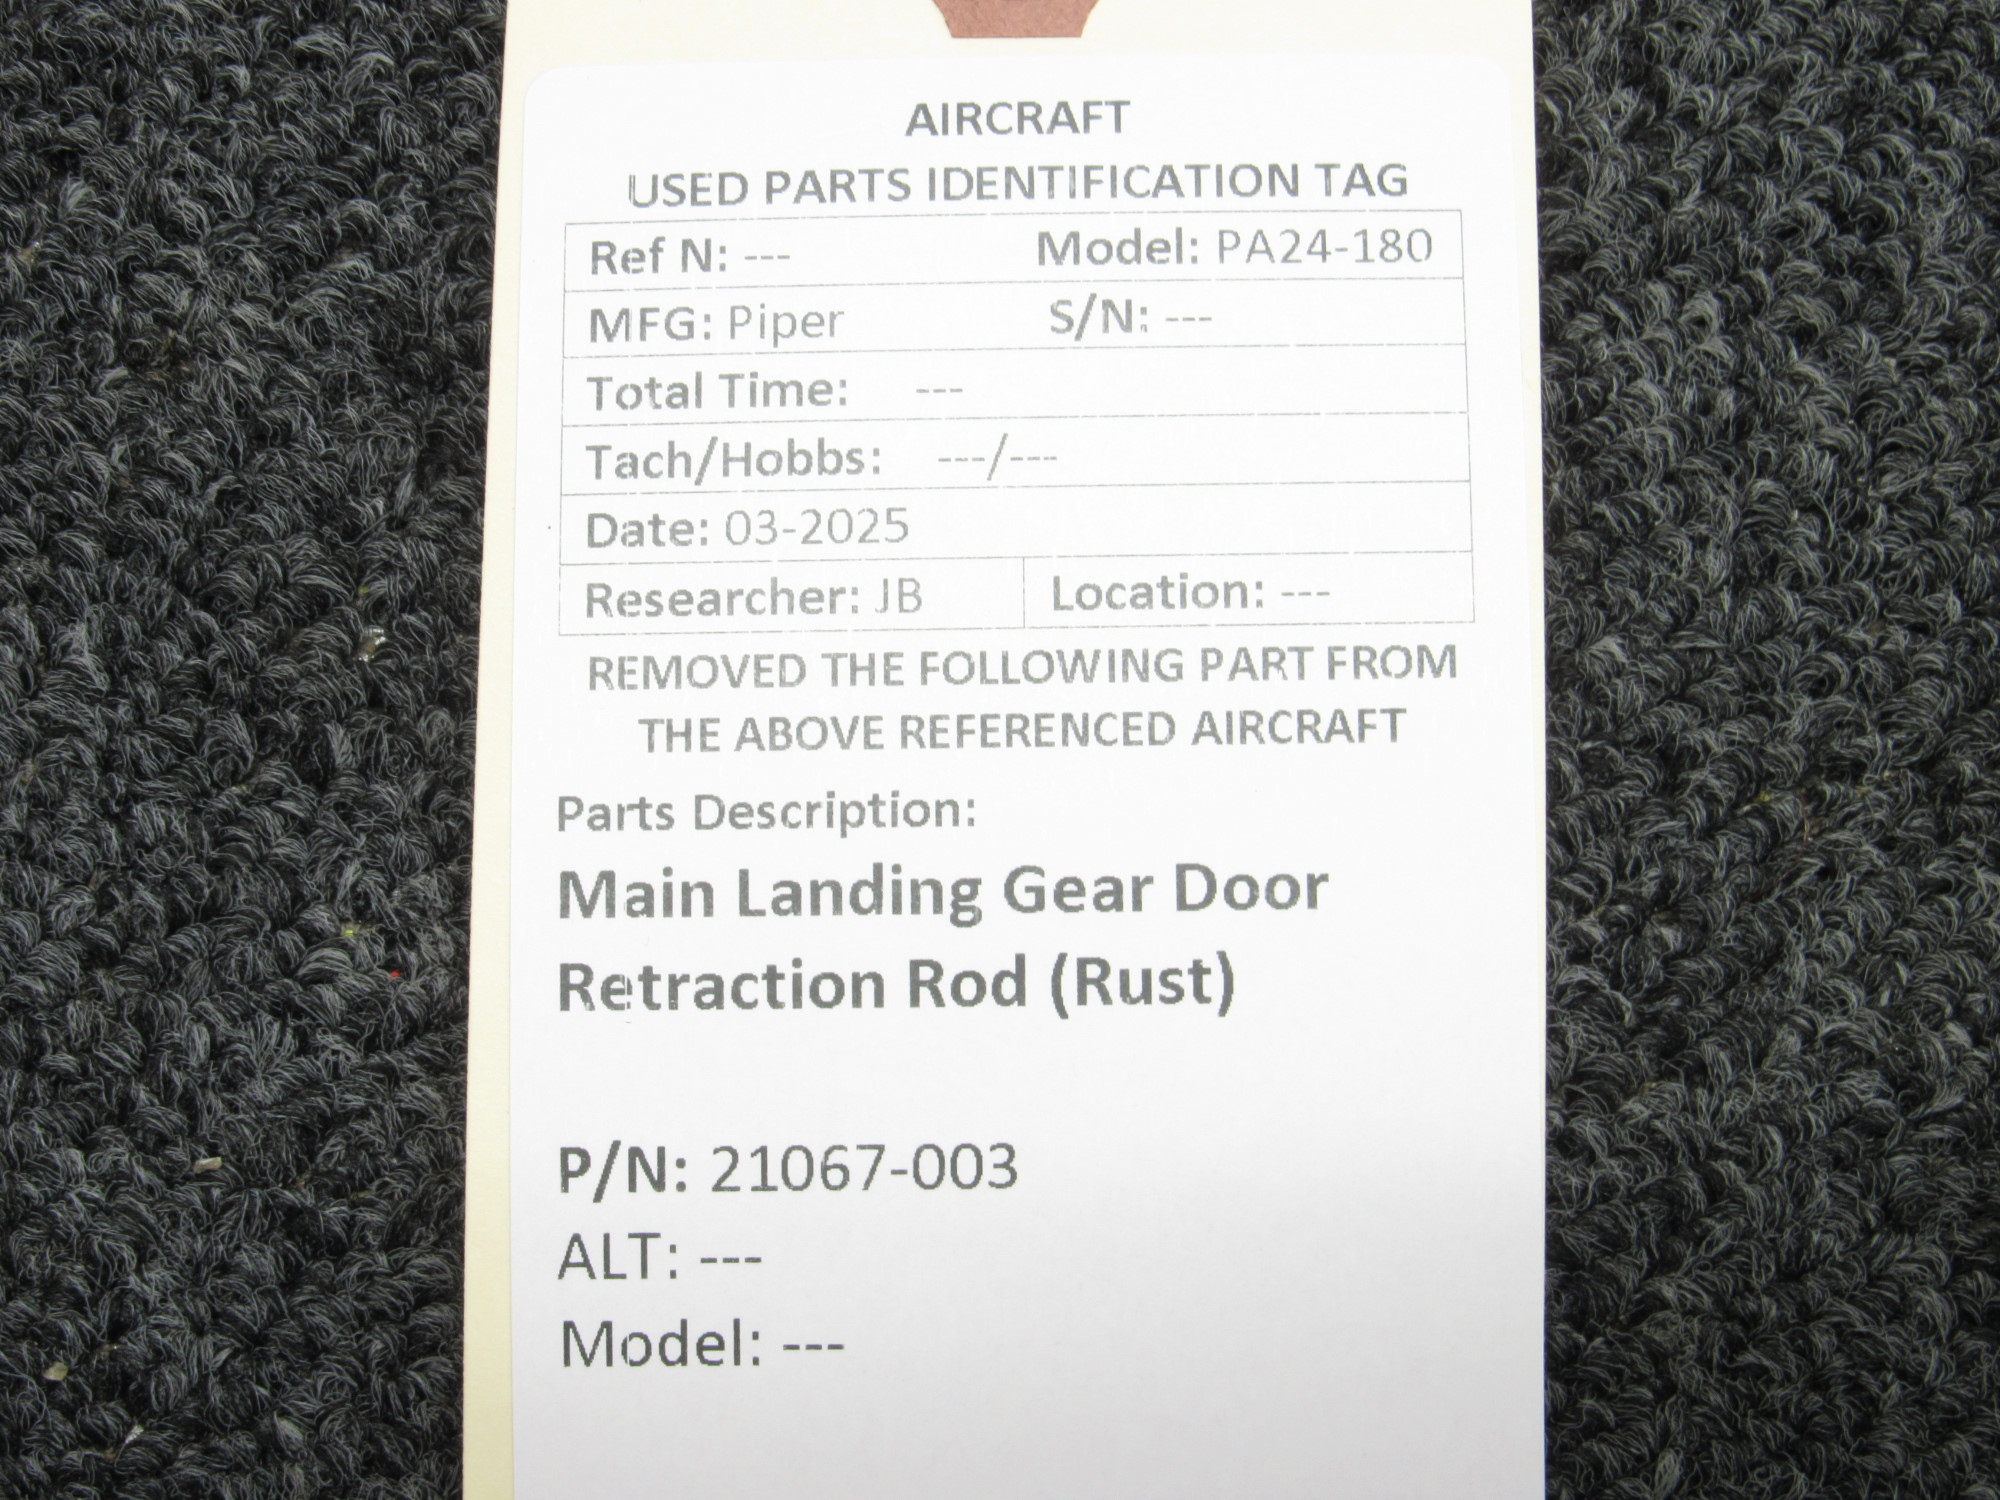 AIRCRAFT
USED PARTS IDENTIFICATION TAG
Ref N: --- Model: PA24-180
MFG: Piper S/N: ---
Total Time: ---
Tach/Hobbs: ---/---
Date: 03-2025
Researcher: JB Location: ---
REMOVED THE FOLLOWING PART FROM
THE ABOVE REFERENCED AIRCRAFT
Parts Description:
Main Landing Gear Door
Retraction Rod (Rust)
P/N: 21067-003
ALT: ---
Model: ---